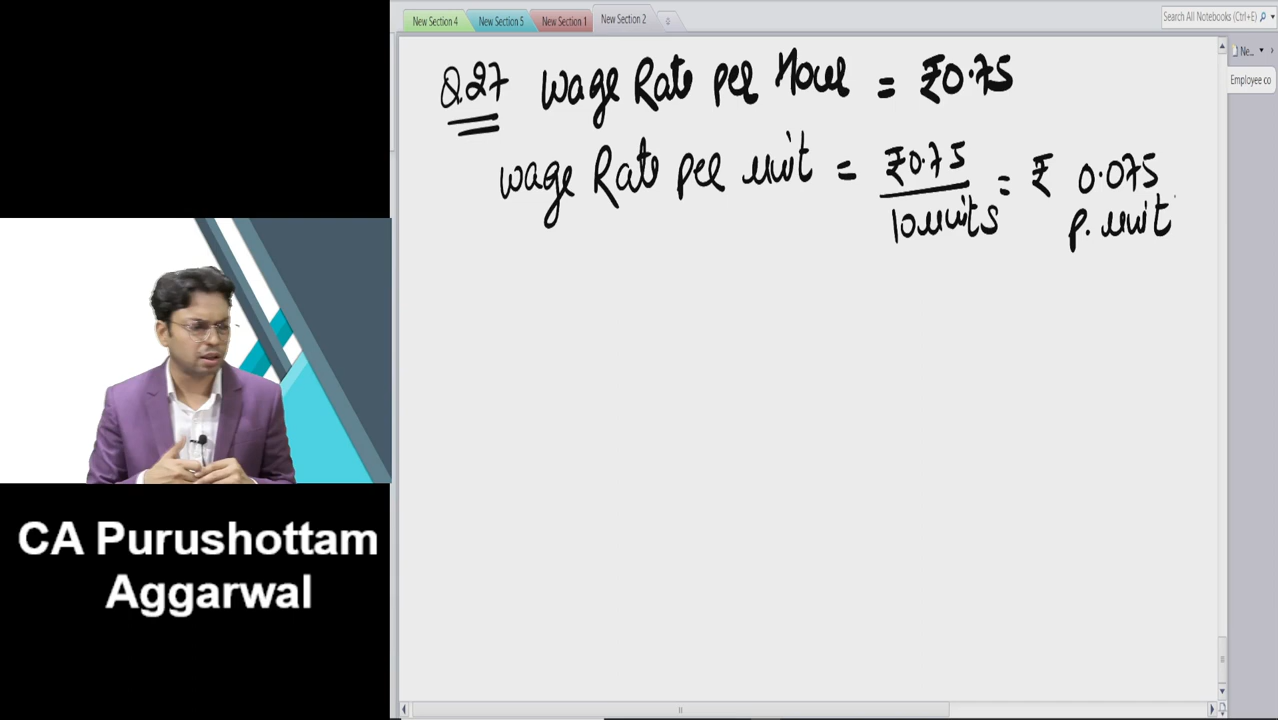 New Section 4 New Section 5 New Section 1 New Section 2
Search All Notebooks (Ctrl+E)
Ne...
Employee co
Q.27 Wage Rate per Hour = ₹0.75
Wage Rate per unit = ₹0.75 / 10 units = ₹ 0.075 p. unit
CA Purushottam
Aggarwal